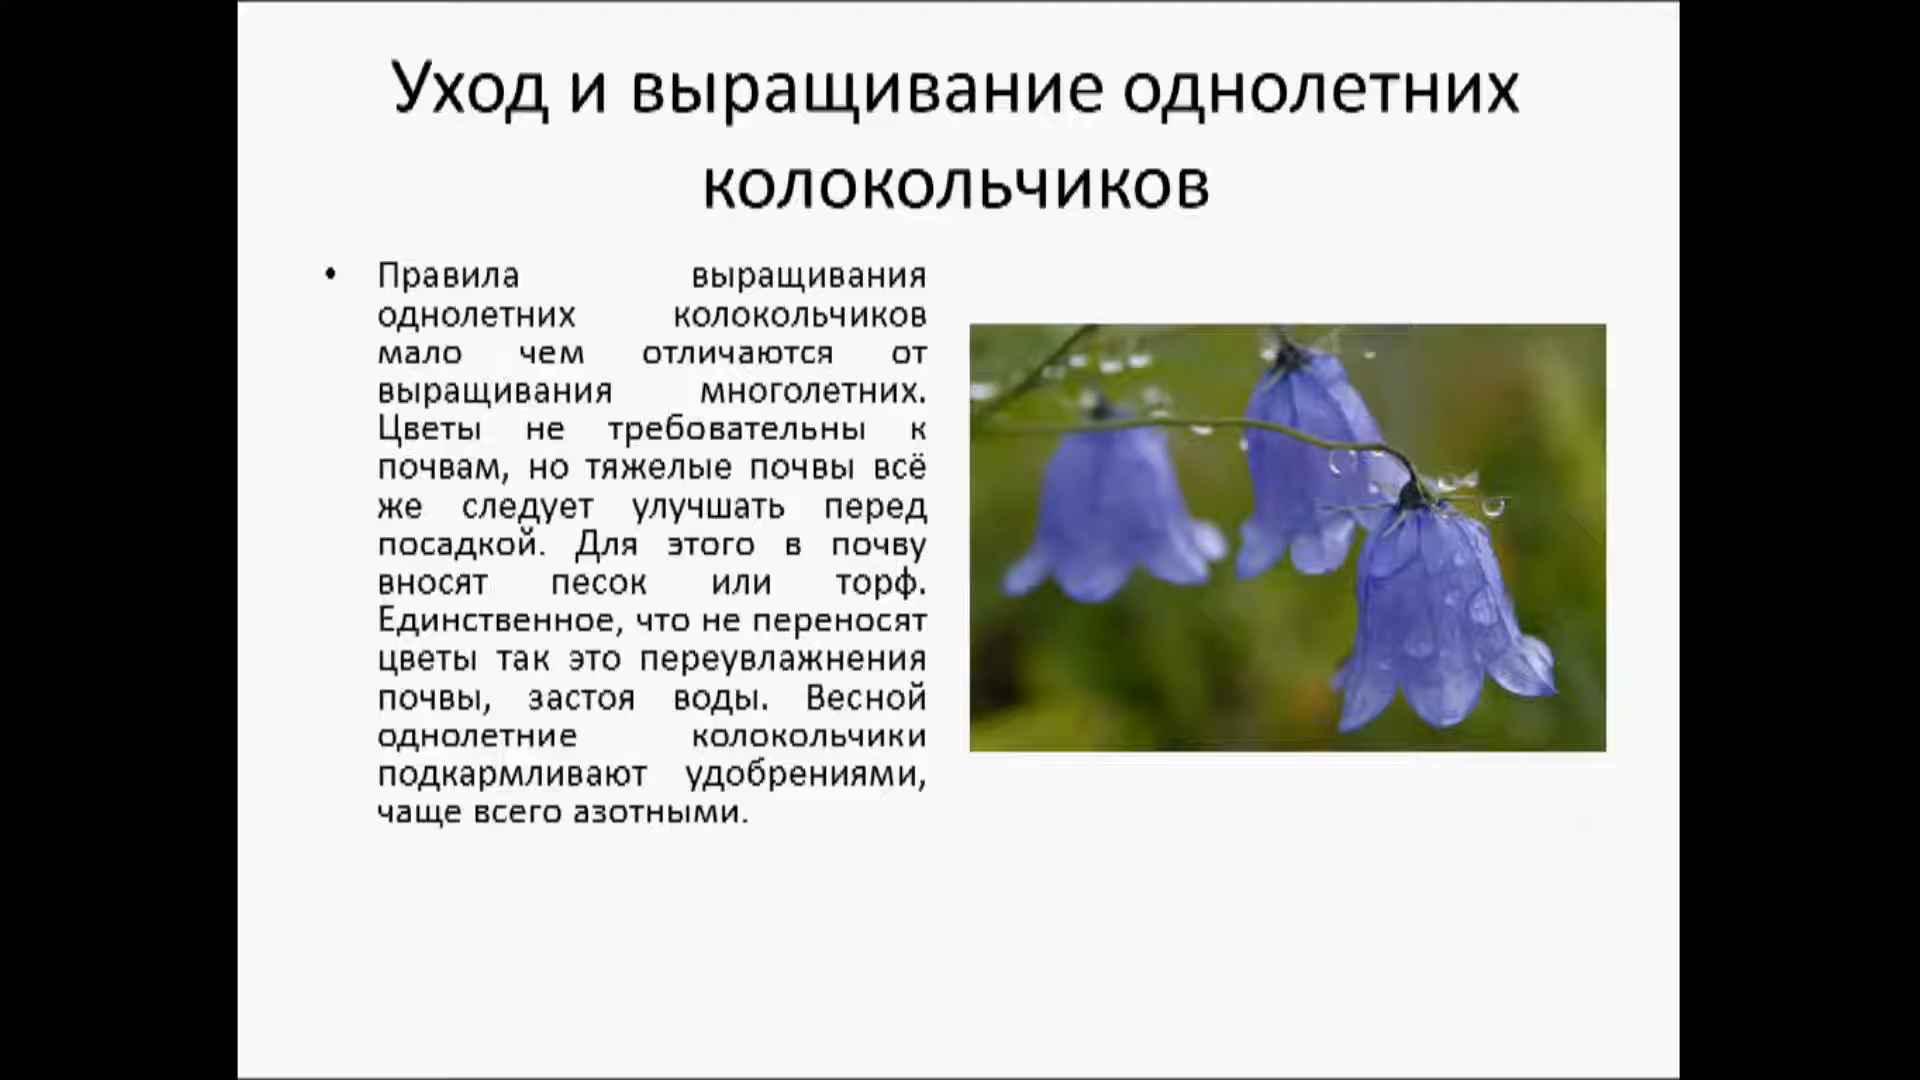 Уход и выращивание однолетних
колокольчиков
• Правила выращивания
однолетних колокольчиков
мало чем отличаются от
выращивания многолетних.
Цветы не требовательны к
почвам, но тяжелые почвы всё
же следует улучшать перед
посадкой. Для этого в почву
вносят песок или торф.
Единственное, что не переносят
цветы так это переувлажнения
почвы, застоя воды. Весной
однолетние колокольчики
подкармливают удобрениями,
чаще всего азотными.